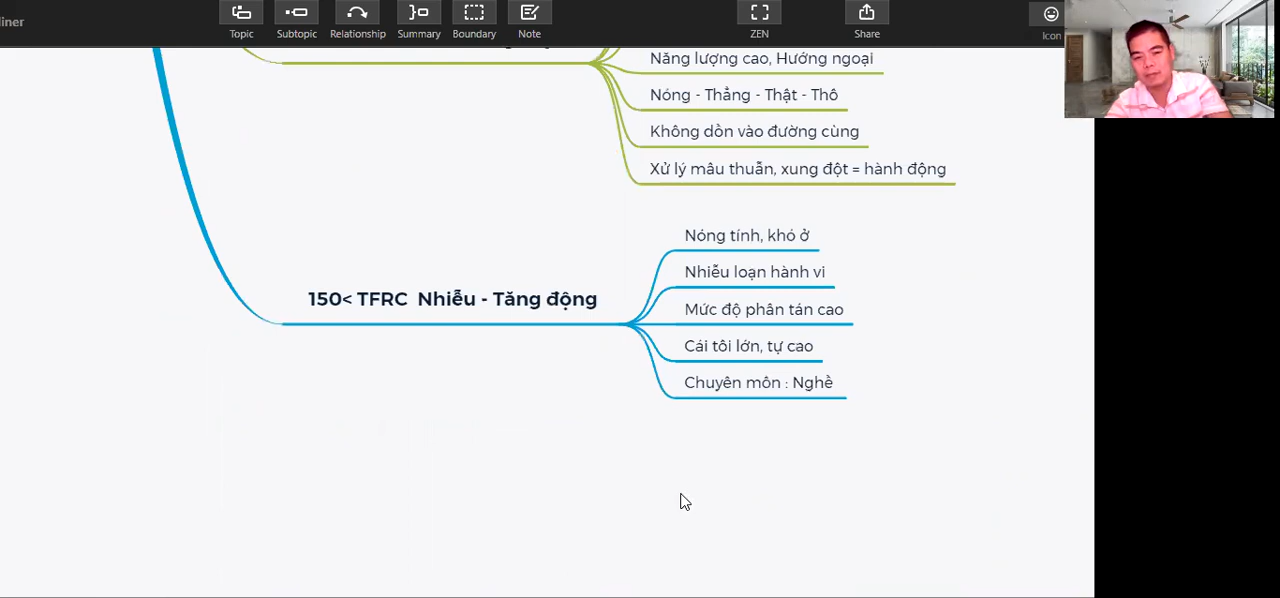 liner
Topic
Subtopic
Relationship
Summary
Boundary
Note
ZEN
Share
Icon
Năng lượng cao, Hướng ngoại
Nóng - Thẳng - Thật - Thô
Không dồn vào đường cùng
Xử lý mâu thuẫn, xung đột = hành động
150< TFRC Nhiễu - Tăng động
Nóng tính, khó ở
Nhiễu loạn hành vi
Mức độ phân tán cao
Cái tôi lớn, tự cao
Chuyên môn : Nghề